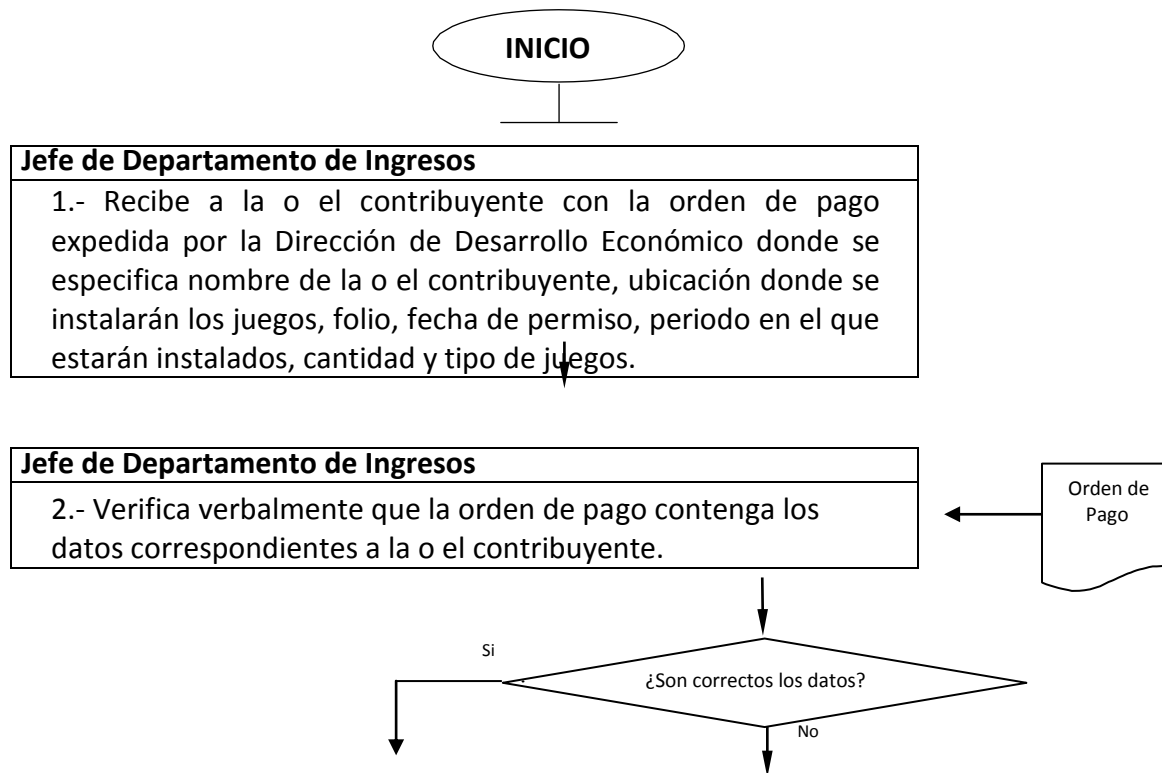 INICIO
Jefe de Departamento de Ingresos
1.- Recibe a la o el contribuyente con la orden de pago
expedida por la Dirección de Desarrollo Económico donde se
especifica nombre de la o el contribuyente, ubicación donde se
instalarán los juegos, folio, fecha de permiso, periodo en el que
estarán instalados, cantidad y tipo de juegos.
Jefe de Departamento de Ingresos
2.- Verifica verbalmente que la orden de pago contenga los
datos correspondientes a la o el contribuyente.
Orden de
Pago
Si
¿Son correctos los datos?
No